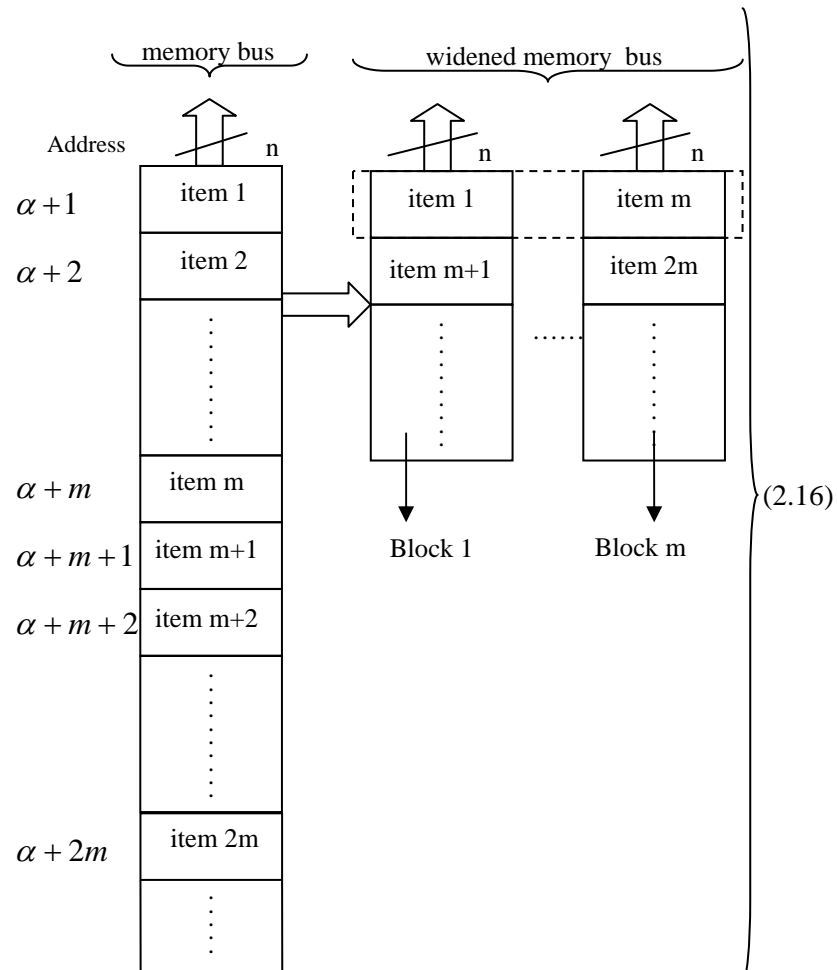 memory bus
widened memory bus
Address
n
n
n
α + 1
item 1
item 1
item m
α + 2
item 2
item m+1
item 2m
α + m
item m
(2.16)
α + m + 1
item m+1
Block 1
Block m
α + m + 2
item m+2
α + 2m
item 2m